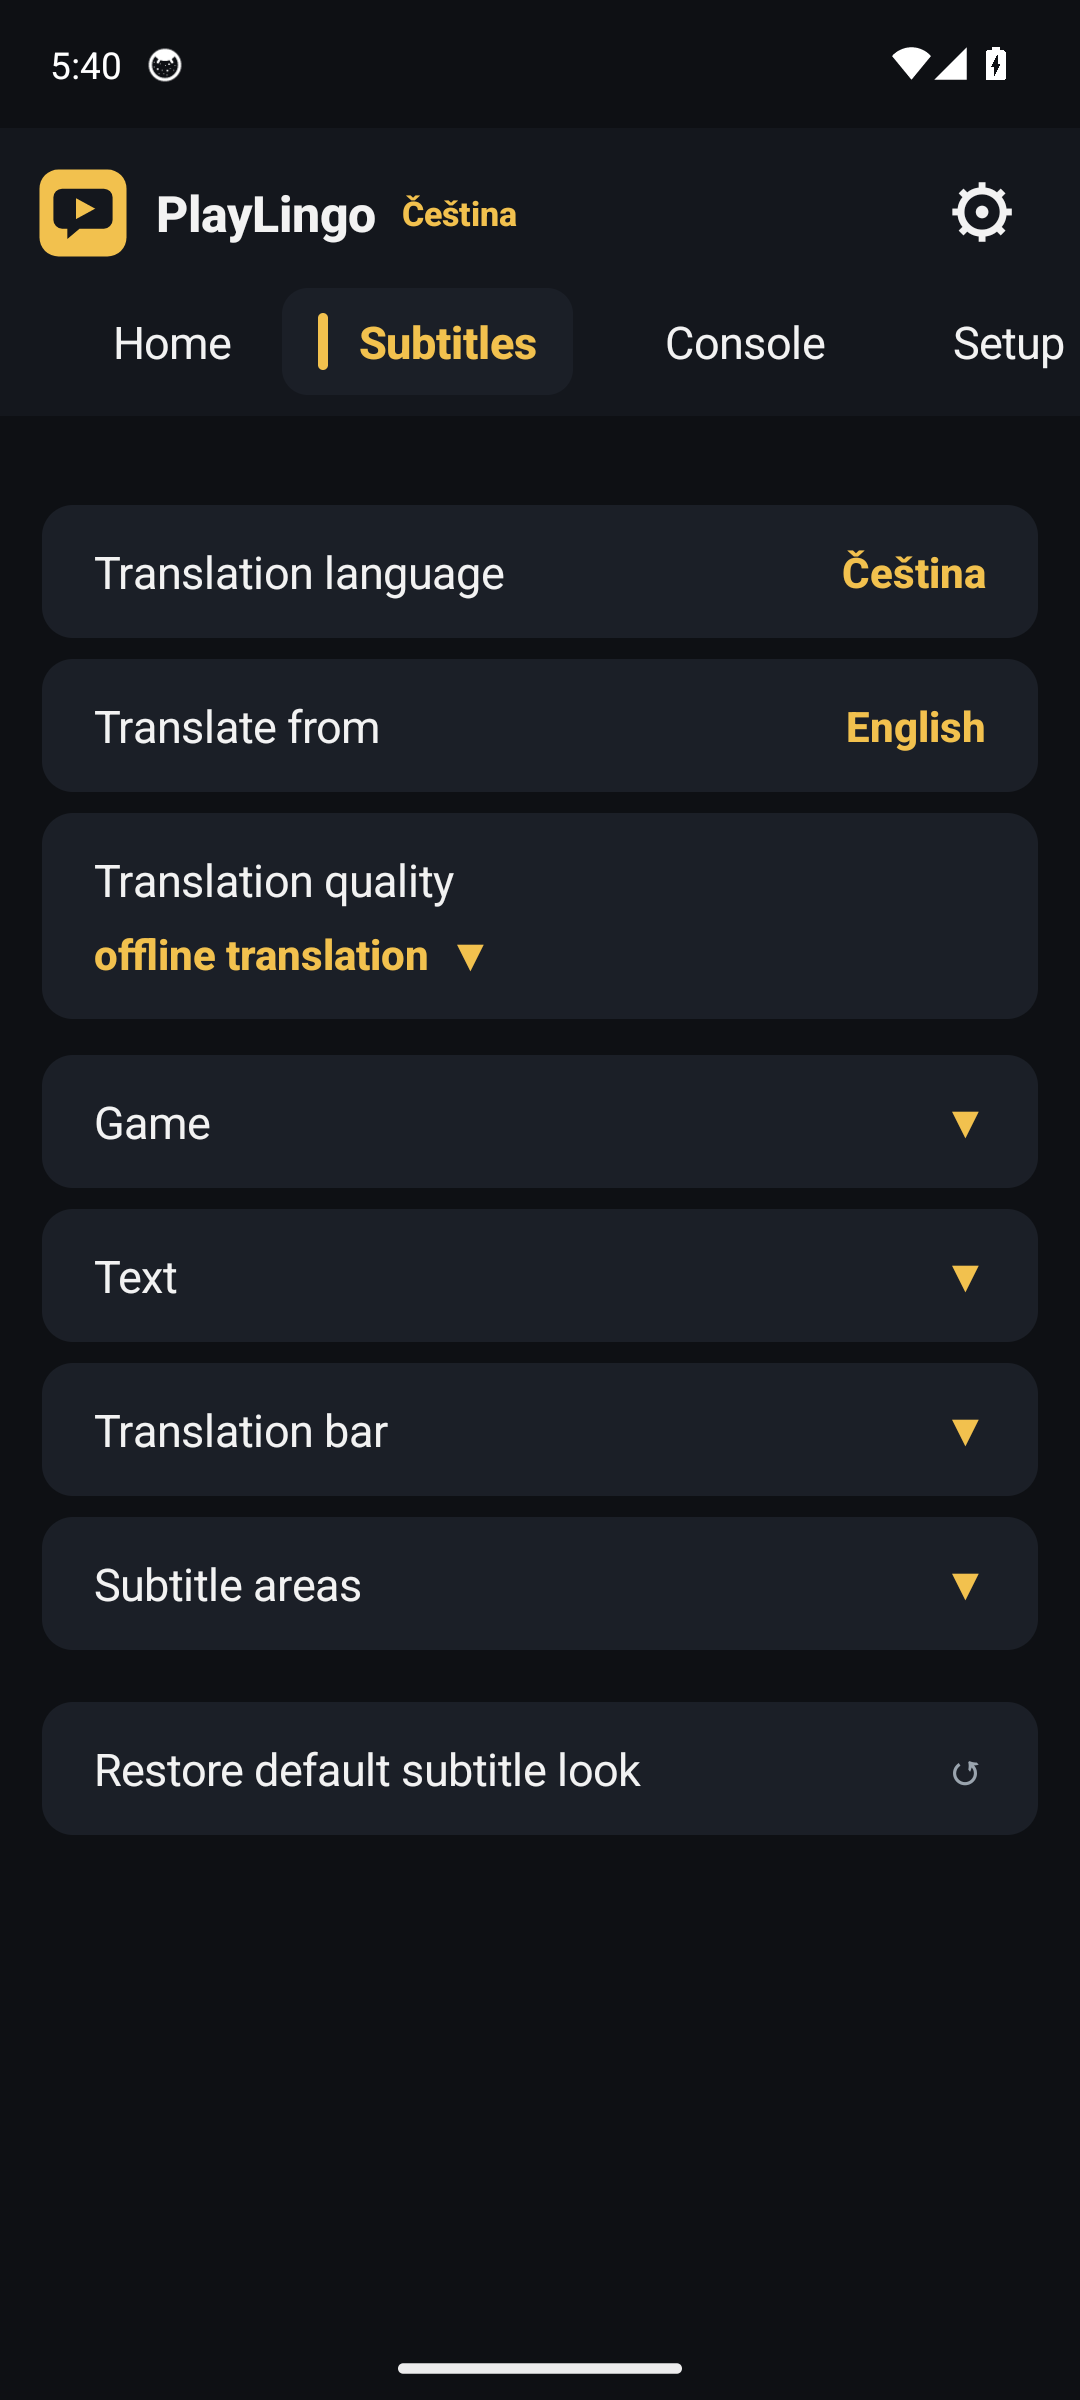 5:40
PlayLingo Čeština
Home Subtitles Console Setup
Translation language Čeština
Translate from English
Translation quality
offline translation ▼
Game ▼
Text ▼
Translation bar ▼
Subtitle areas ▼
Restore default subtitle look ↺